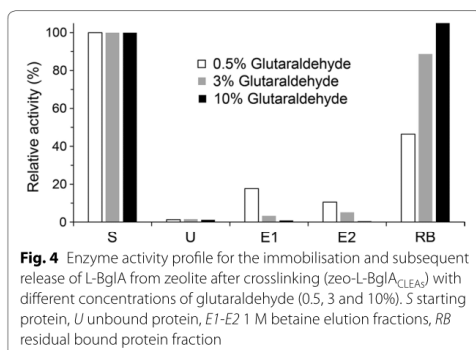 Relative activity (%)
100
80
60
40
20
0
0.5% Glutaraldehyde
3% Glutaraldehyde
10% Glutaraldehyde
S U E1 E2 RB
Fig. 4 Enzyme activity profile for the immobilisation and subsequent
release of L-BglA from zeolite after crosslinking (zeo-L-BglA_CLEAs) with
different concentrations of glutaraldehyde (0.5, 3 and 10%). S starting
protein, U unbound protein, E1-E2 1 M betaine elution fractions, RB
residual bound protein fraction